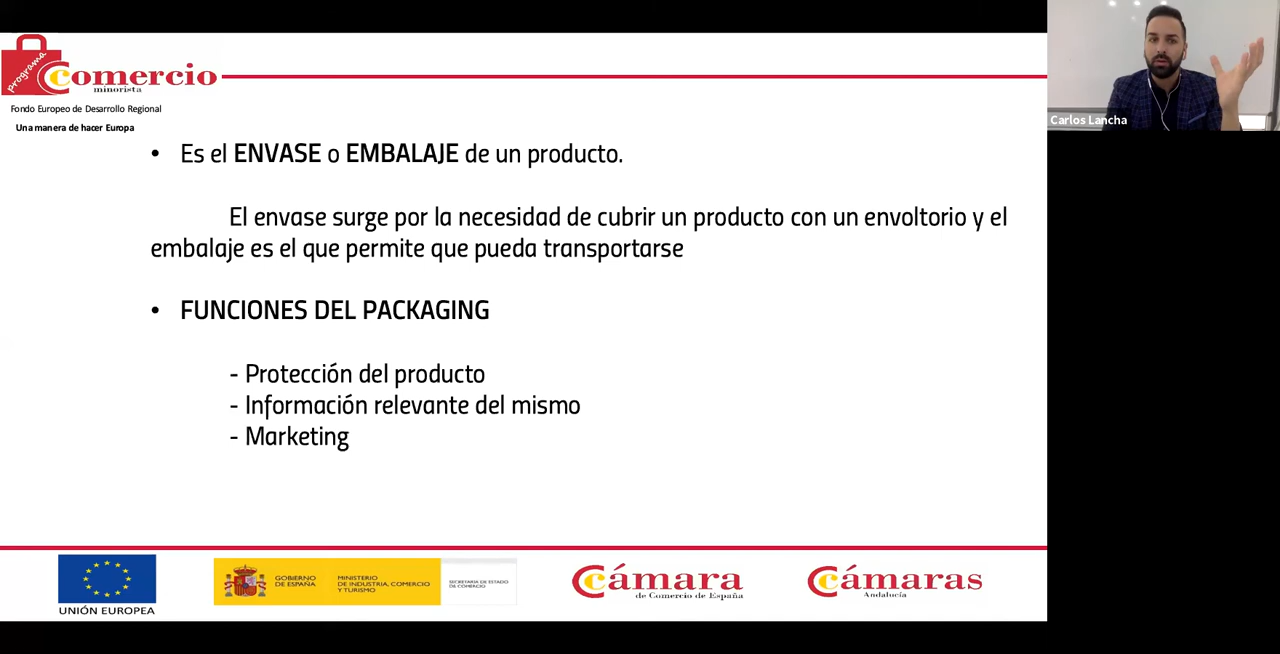 programa
Comercio
minorista
Fondo Europeo de Desarrollo Regional
Una manera de hacer Europa
• Es el ENVASE o EMBALAJE de un producto.
El envase surge por la necesidad de cubrir un producto con un envoltorio y el
embalaje es el que permite que pueda transportarse
• FUNCIONES DEL PACKAGING
- Protección del producto
- Información relevante del mismo
- Marketing
Carlos Lancha
UNIÓN EUROPEA
GOBIERNO
DE ESPAÑA
MINISTERIO
DE INDUSTRIA, COMERCIO
Y TURISMO
SECRETARÍA DE ESTADO
DE COMERCIO
Cámara
de Comercio de España
Cámaras
Andalucía